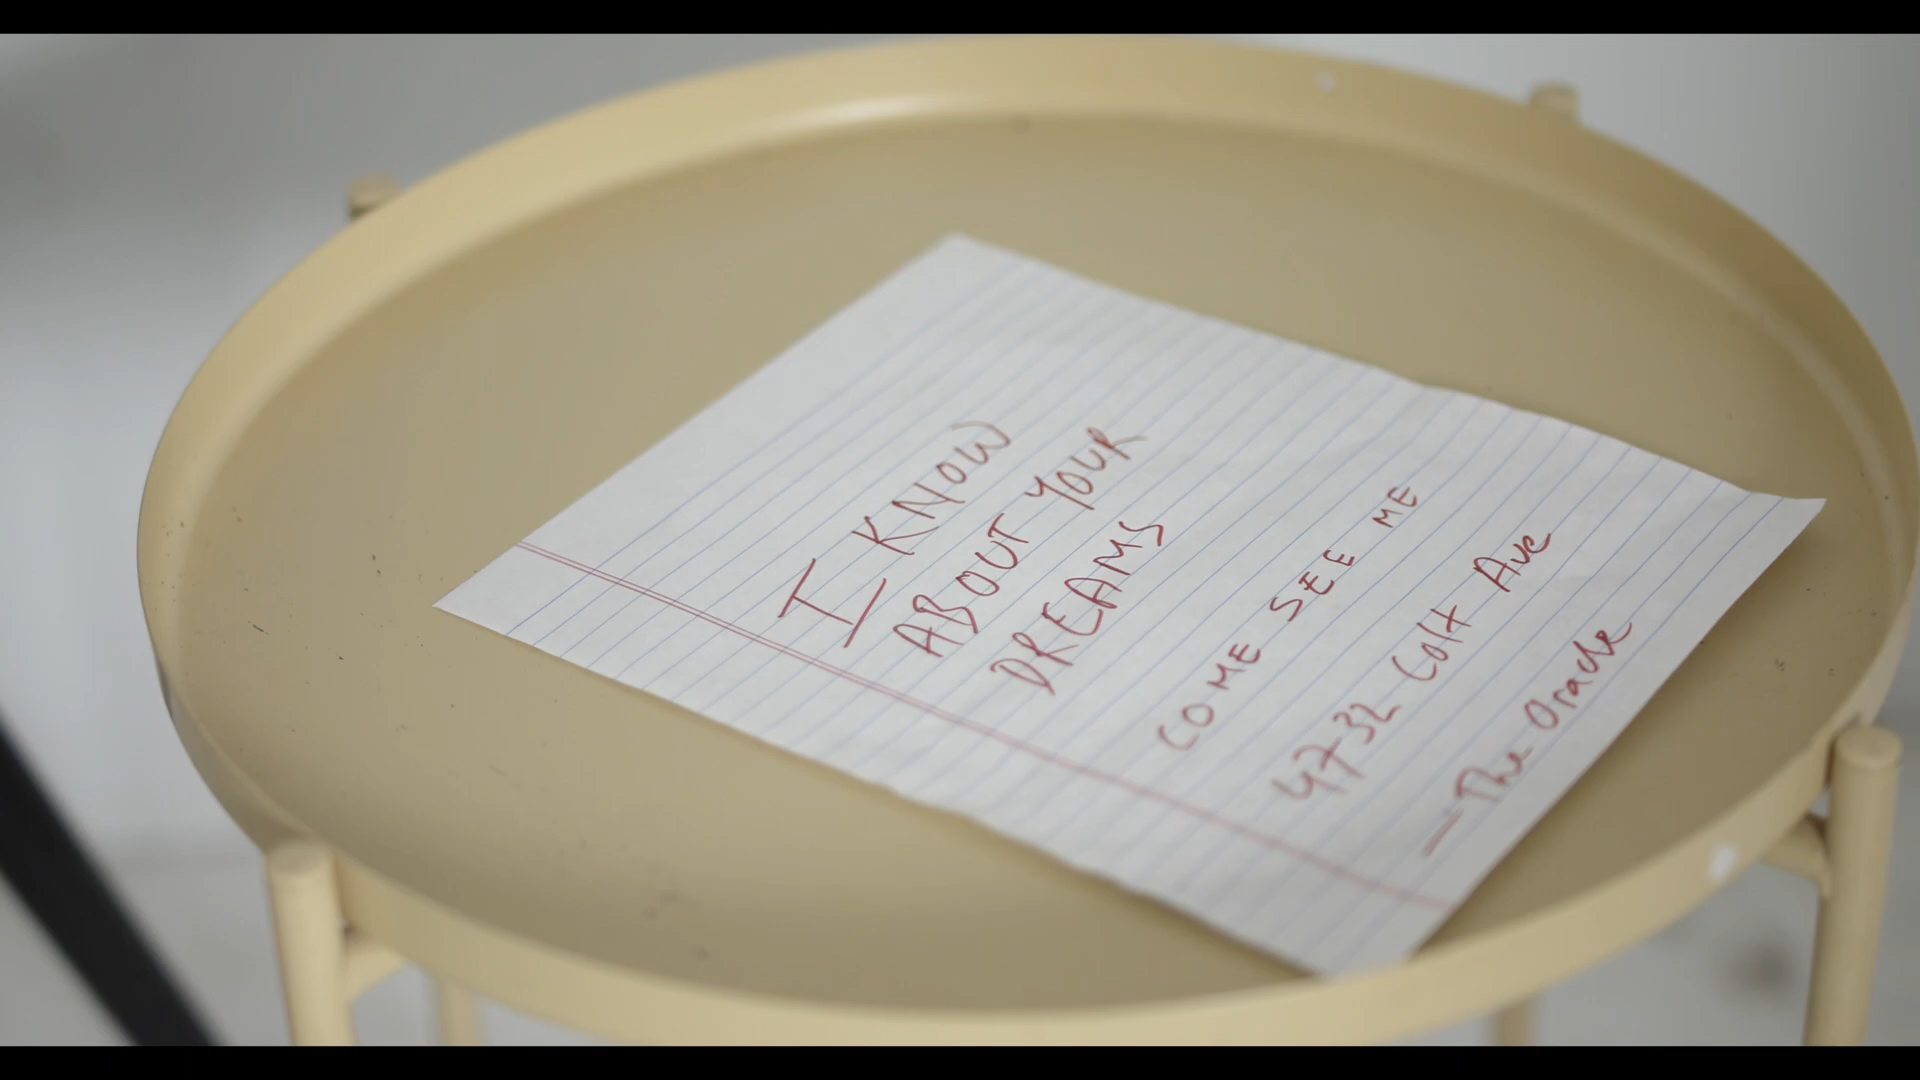 I KNOW
ABOUT YOUR
DREAMS
COME SEE ME
4732 Colt Ave
—The Oracle